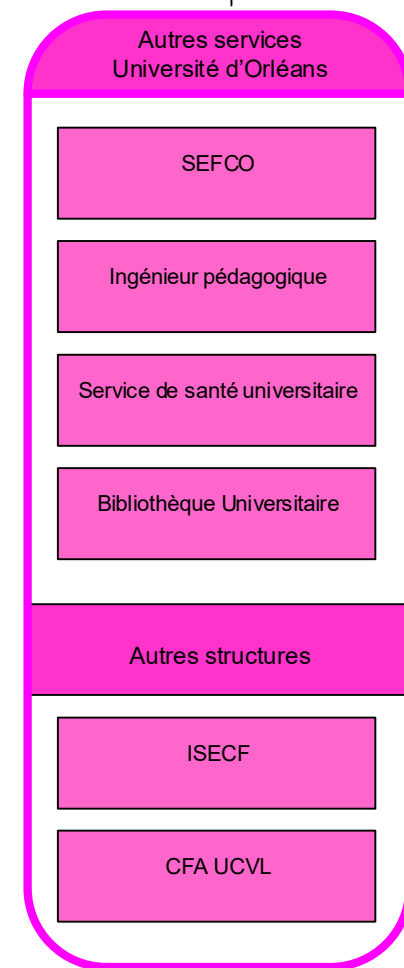 Autres services
Université d'Orléans
SEFCO
Ingénieur pédagogique
Service de santé universitaire
Bibliothèque Universitaire
Autres structures
ISECF
CFA UCVL